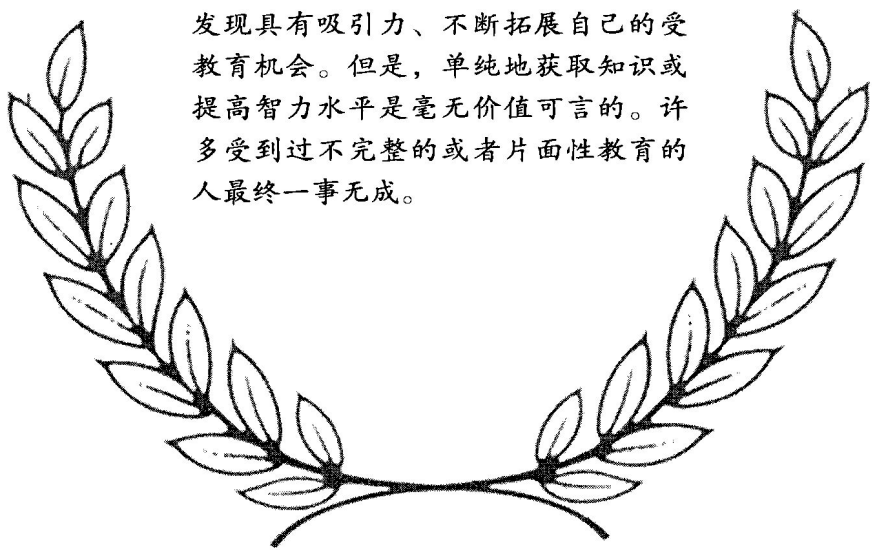 发现具有吸引力、不断拓展自己的受
教育机会。但是，单纯地获取知识或
提高智力水平是毫无价值可言的。许
多受到过不完整的或者片面性教育的
人最终一事无成。